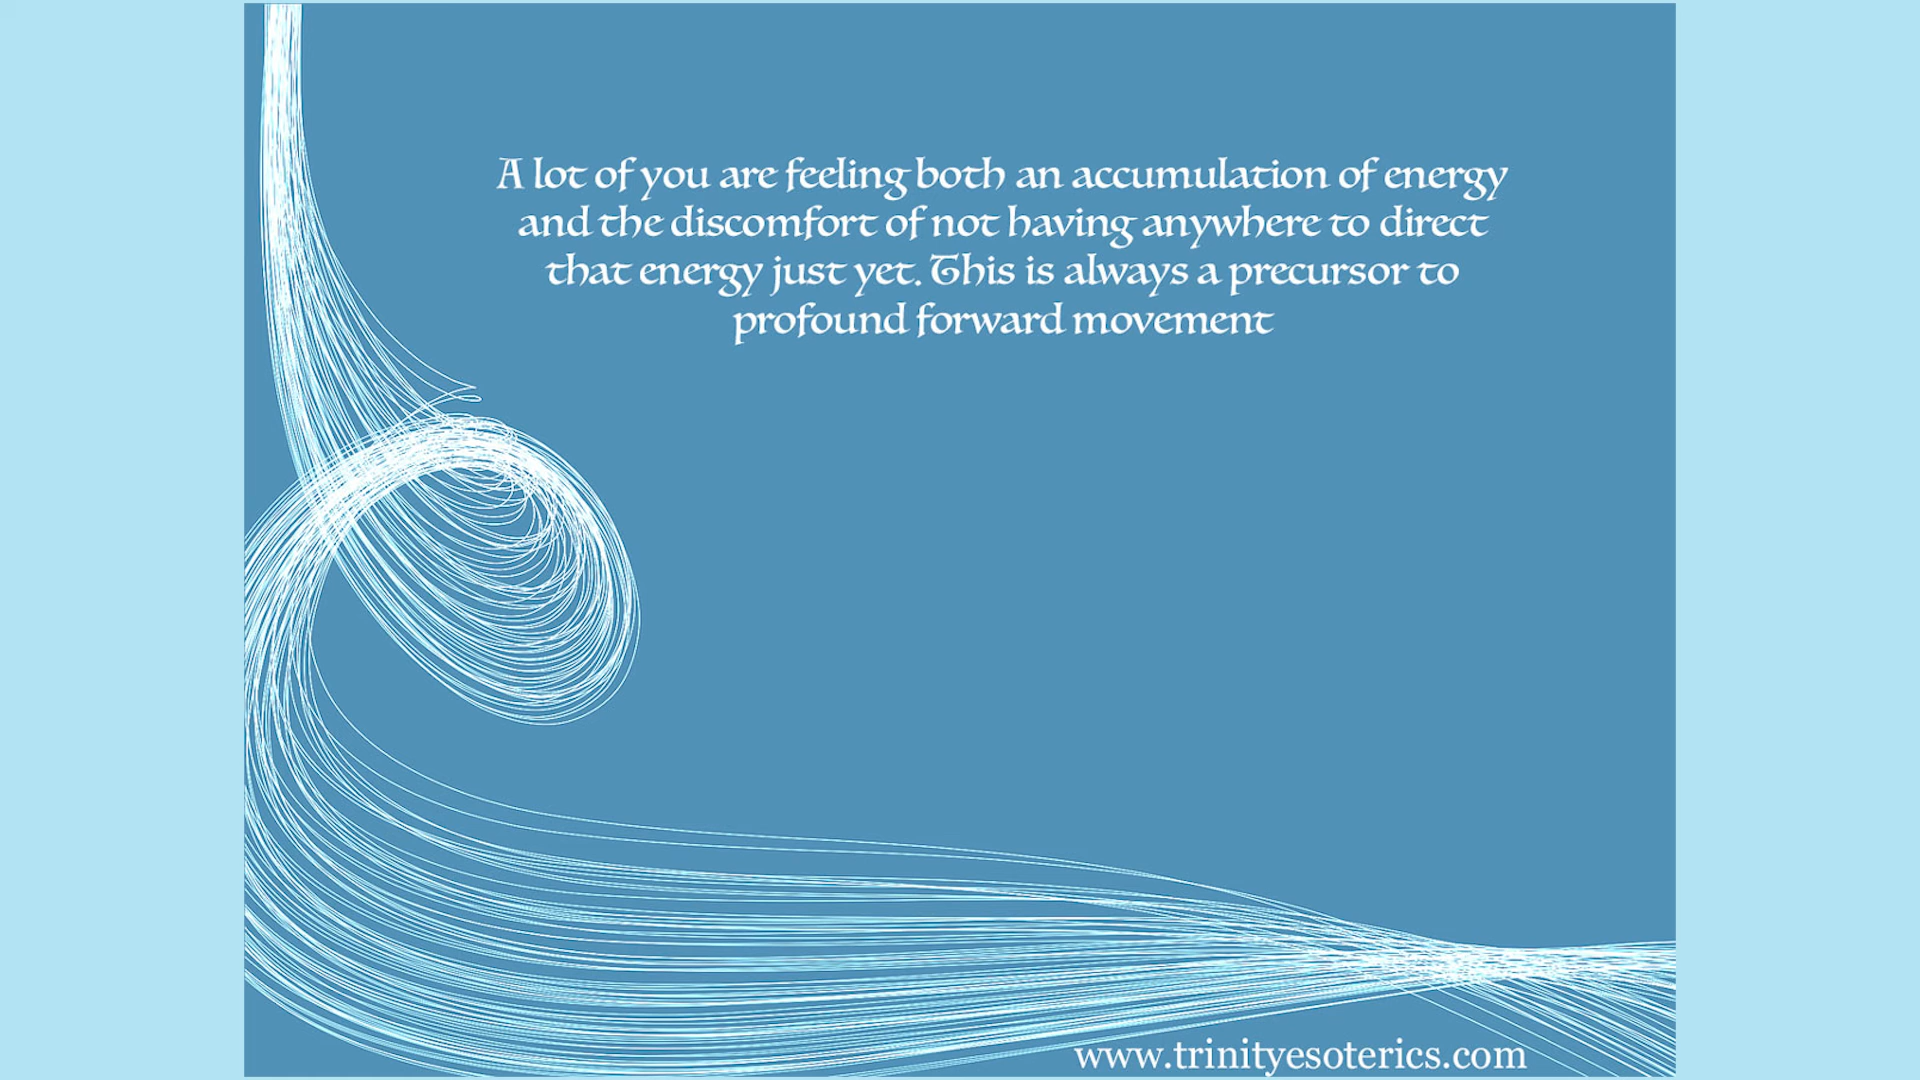 A lot of you are feeling both an accumulation of energy
and the discomfort of not having anywhere to direct
that energy just yet. This is always a precursor to
profound forward movement
www.trinityesoterics.com